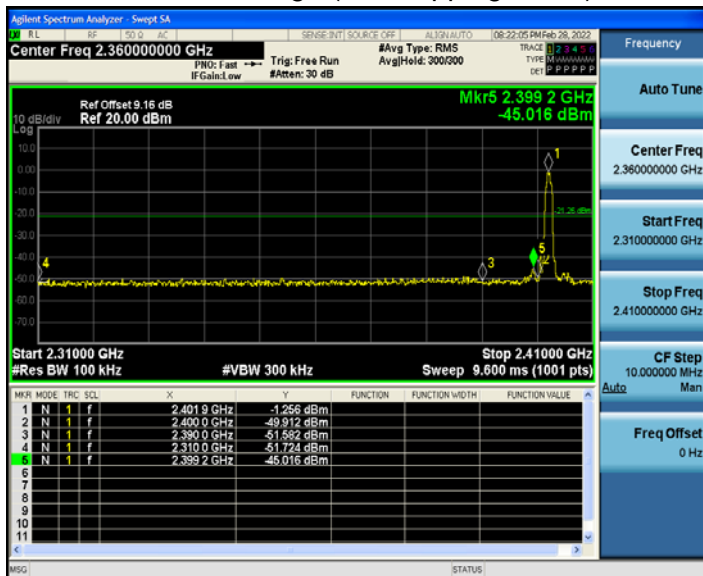 Agilent Spectrum Analyzer - Swept SA
RL RF 50 Ω AC SENSE:INT SOURCE OFF ALIGN AUTO 08:22:05 PM Feb 28, 2022
Center Freq 2.360000000 GHz
PNO: Fast
IFGain:Low
Trig: Free Run
#Atten: 30 dB
#Avg Type: RMS
Avg|Hold: 300/300
TRACE 1 2 3 4 5 6
TYPE M
DET P P P P P P
Mkr5 2.399 2 GHz
-45.016 dBm
Ref Offset 9.16 dB
10 dB/div Ref 20.00 dBm
Log
10.0
0.00
-10.0
-20.0
-30.0
-40.0
-50.0
-60.0
-70.0
1
-21.26 dBm
4
3
5
2
Start 2.31000 GHz Stop 2.41000 GHz
#Res BW 100 kHz #VBW 300 kHz Sweep 9.600 ms (1001 pts)
MKR MODE TRC SCL X Y FUNCTION FUNCTION WIDTH FUNCTION VALUE
1 N 1 f 2.401 9 GHz -1.256 dBm
2 N 1 f 2.400 0 GHz -49.912 dBm
3 N 1 f 2.390 0 GHz -51.582 dBm
4 N 1 f 2.310 0 GHz -51.724 dBm
5 N 1 f 2.399 2 GHz -45.016 dBm
6
7
8
9
10
11
MSG STATUS
Frequency
Auto Tune
Center Freq
2.360000000 GHz
Start Freq
2.310000000 GHz
Stop Freq
2.410000000 GHz
CF Step
10.000000 MHz
Auto Man
Freq Offset
0 Hz